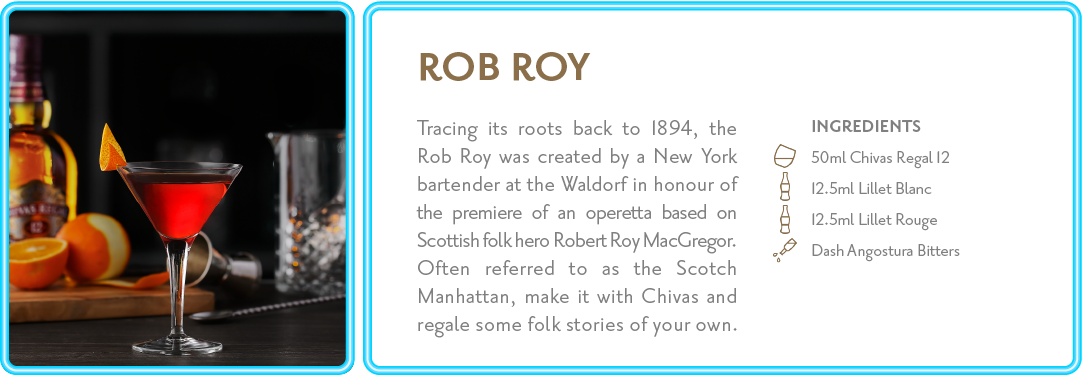 ROB ROY
Tracing its roots back to 1894, the
Rob Roy was created by a New York
bartender at the Waldorf in honour of
the premiere of an operetta based on
Scottish folk hero Robert Roy MacGregor.
Often referred to as the Scotch
Manhattan, make it with Chivas and
regale some folk stories of your own.
INGREDIENTS
50ml Chivas Regal 12
12.5ml Lillet Blanc
12.5ml Lillet Rouge
Dash Angostura Bitters
12